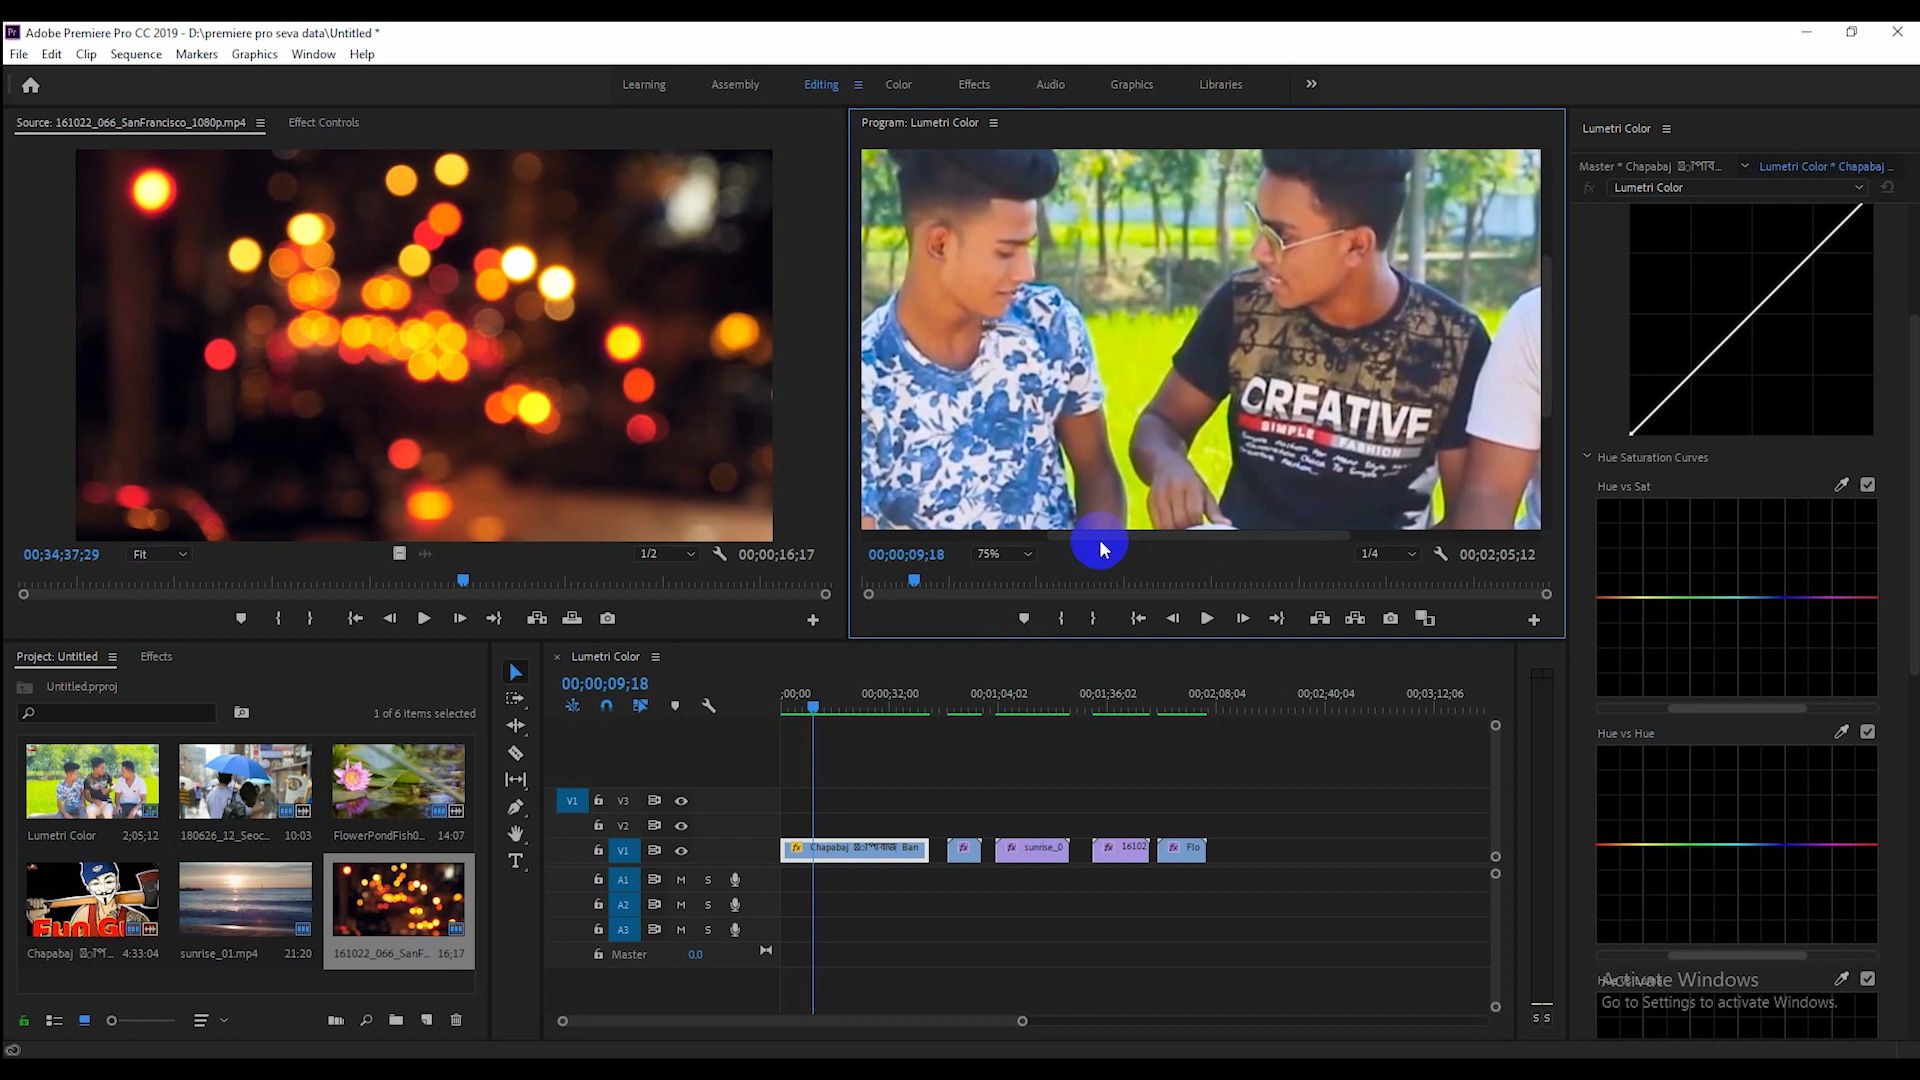 Adobe Premiere Pro CC 2019 - D:\premiere pro seva data\Untitled *
File Edit Clip Sequence Markers Graphics Window Help
Learning Assembly Editing Color Effects Audio Graphics Libraries
Source: 161022_066_SanFrancisco_1080p.mp4 Effect Controls
Program: Lumetri Color
CREATIVE
SIMPLE FASHION
00;34;37;29 Fit 1/2 00;00;16;17
00;00;09;18 75% 1/4 00;02;05;12
Lumetri Color
Master * Chapabaj Lumetri Color * Chapabaj ...
fx Lumetri Color
Hue Saturation Curves
Hue vs Sat
Hue vs Hue
Activate Windows
Go to Settings to activate Windows.
Project: Untitled Effects
Untitled.prproj
1 of 6 items selected
Lumetri Color 2;05;12
180626_12_Seoc... 10:03
FlowerPondFish0... 14:07
Chapabaj 4:33:04
sunrise_01.mp4 21:20
161022_066_SanF... 16;17
Lumetri Color
00;00;09;18
;00;00 00;00;32;00 00;01;04;02 00;01;36;02 00;02;08;04 00;02;40;04 00;03;12;06
V1 V3
V2
V1 fx Chapabaj Ban fx fx sunrise_0 fx 16102 fx Flo
A1 M S
A2 M S
A3 M S
Master 0.0
S S